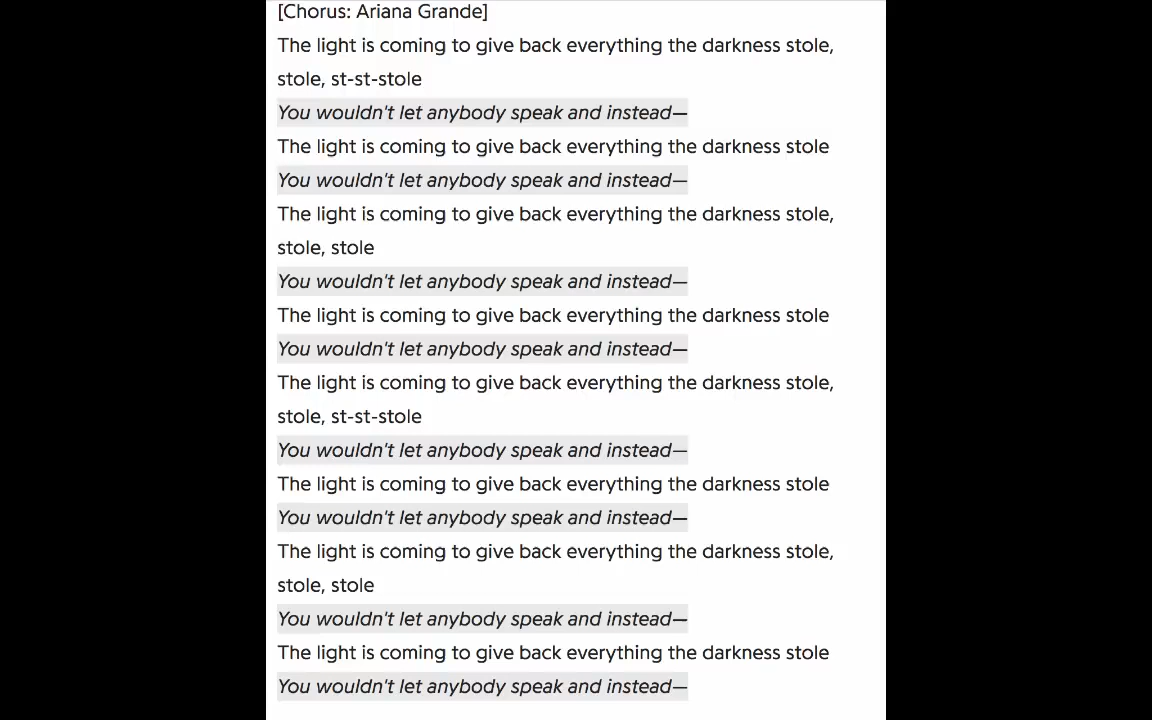 [Chorus: Ariana Grande]
The light is coming to give back everything the darkness stole,
stole, st-st-stole
You wouldn't let anybody speak and instead—
The light is coming to give back everything the darkness stole
You wouldn't let anybody speak and instead—
The light is coming to give back everything the darkness stole,
stole, stole
You wouldn't let anybody speak and instead—
The light is coming to give back everything the darkness stole
You wouldn't let anybody speak and instead—
The light is coming to give back everything the darkness stole,
stole, st-st-stole
You wouldn't let anybody speak and instead—
The light is coming to give back everything the darkness stole
You wouldn't let anybody speak and instead—
The light is coming to give back everything the darkness stole,
stole, stole
You wouldn't let anybody speak and instead—
The light is coming to give back everything the darkness stole
You wouldn't let anybody speak and instead—